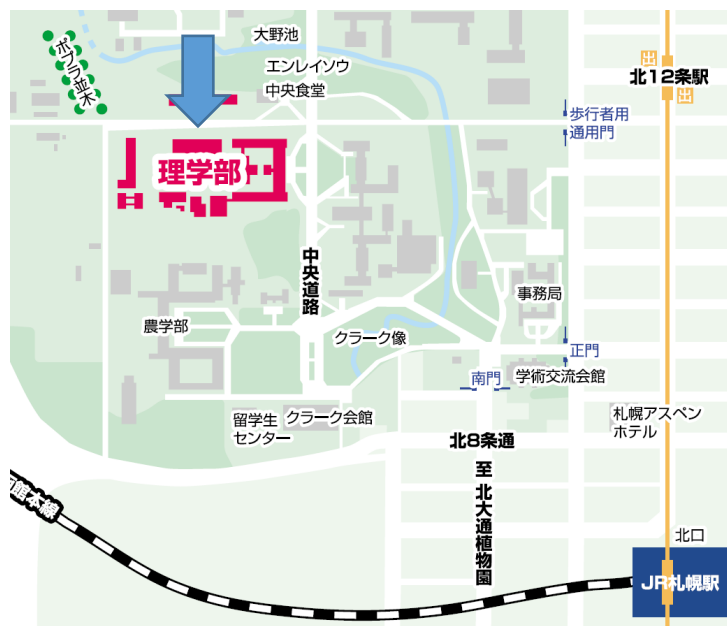 大野池
ポプラ並木
エンレイソウ
中央食堂
出
北12条駅
出
歩行者用
通用門
理学部
中央道路
事務局
農学部
クラーク像
正門
南門
学術交流会館
留学生
センター
クラーク会館
札幌アスペン
ホテル
北8条通
至 北大通植物園
館本線
北口
JR札幌駅